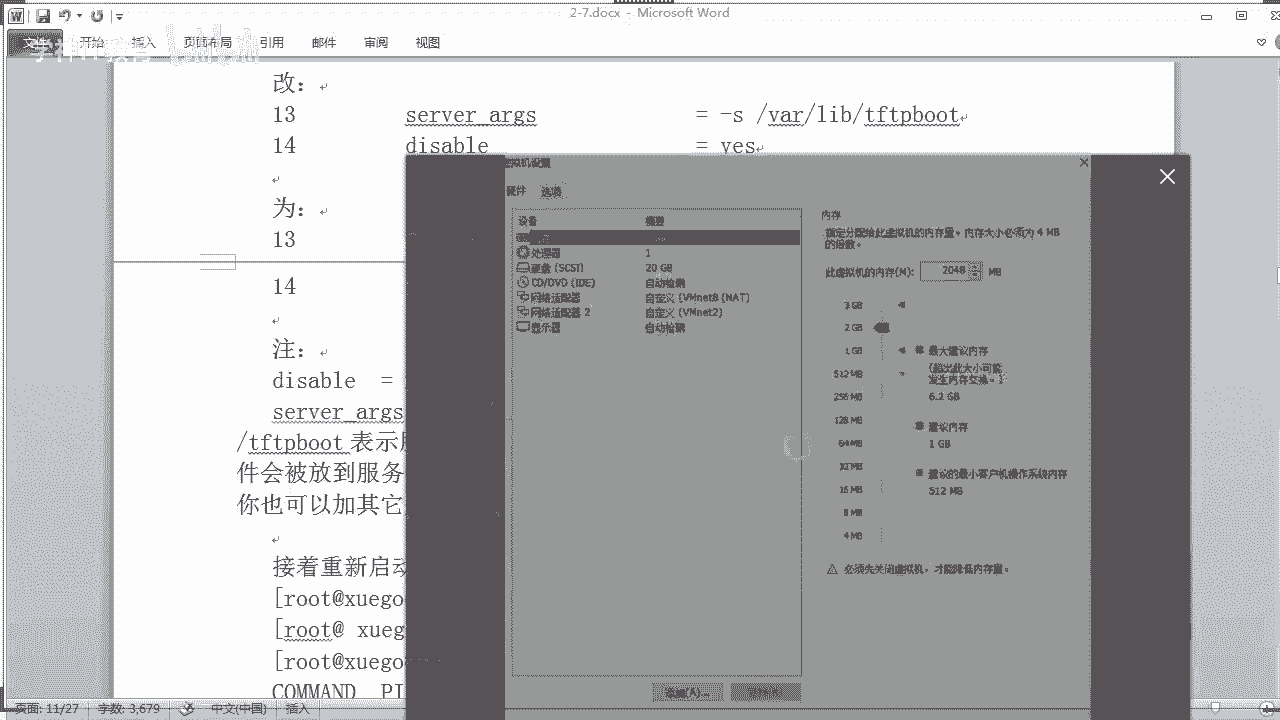 2-7.docx - Microsoft Word
文件 开始 插入 页面布局 引用 邮件 审阅 视图
改：
13 server_args = -s /var/lib/tftpboot
14 disable = yes
为：
13
14
注：
disable =
server_args
/tftpboot 表示
件会被放到服务
你也可以加其它
接着重新启动
[root@xuego
[root@ xueg
[root@xuego
COMMAND PI
虚拟机设置
硬件 选项
设备 摘要
处理器 1
硬盘 (SCSI) 20 GB
CD/DVD (IDE) 自动检测
网络适配器 自定义 (VMnet8 (NAT)
网络适配器 2 自定义 (VMnet2)
显示器 自动检测
内存
指定分配给此虚拟机的内存量。内存大小必须为 4 MB
的倍数。
此虚拟机的内存(M): 2048 MB
3 GB
2 GB
1 GB
512 MB
256 MB
128 MB
64 MB
32 MB
16 MB
8 MB
4 MB
最大建议内存
(超出此大小可能
发生内存交换。)
6.2 GB
建议内存
1 GB
建议的最小客户机操作系统内存
512 MB
必须先关闭虚拟机，才能降低内存量。
添加(A)...
页面: 11/27 字数: 3,679 中文(中国) 插入